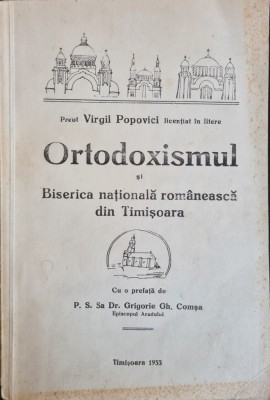 Preot Virgil Popovici licențiat în litere
Ortodoxismul
și
Biserica națională românească
din Timișoara
Cu o prefață de
P. S. Sa Dr. Grigorie Gh. Comșa
Episcopul Aradului
Timișoara 1933